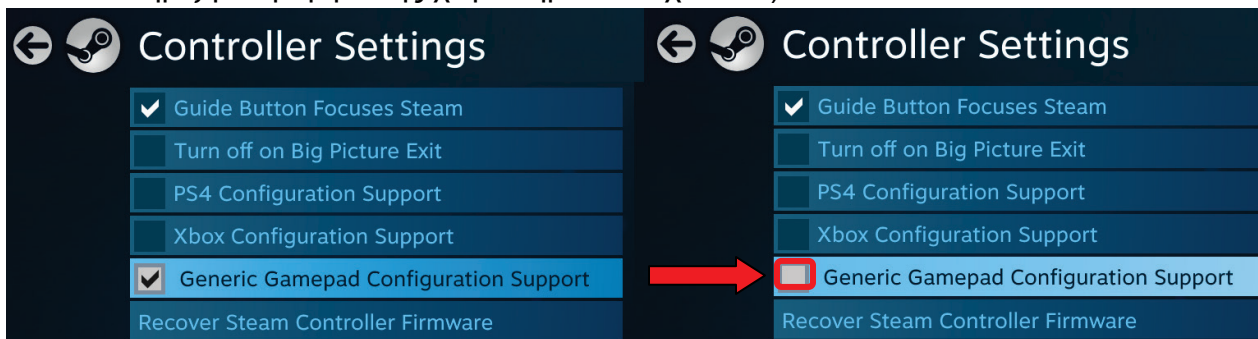 Controller Settings
Guide Button Focuses Steam
Turn off on Big Picture Exit
PS4 Configuration Support
Xbox Configuration Support
Generic Gamepad Configuration Support
Recover Steam Controller Firmware
Controller Settings
Guide Button Focuses Steam
Turn off on Big Picture Exit
PS4 Configuration Support
Xbox Configuration Support
Generic Gamepad Configuration Support
Recover Steam Controller Firmware